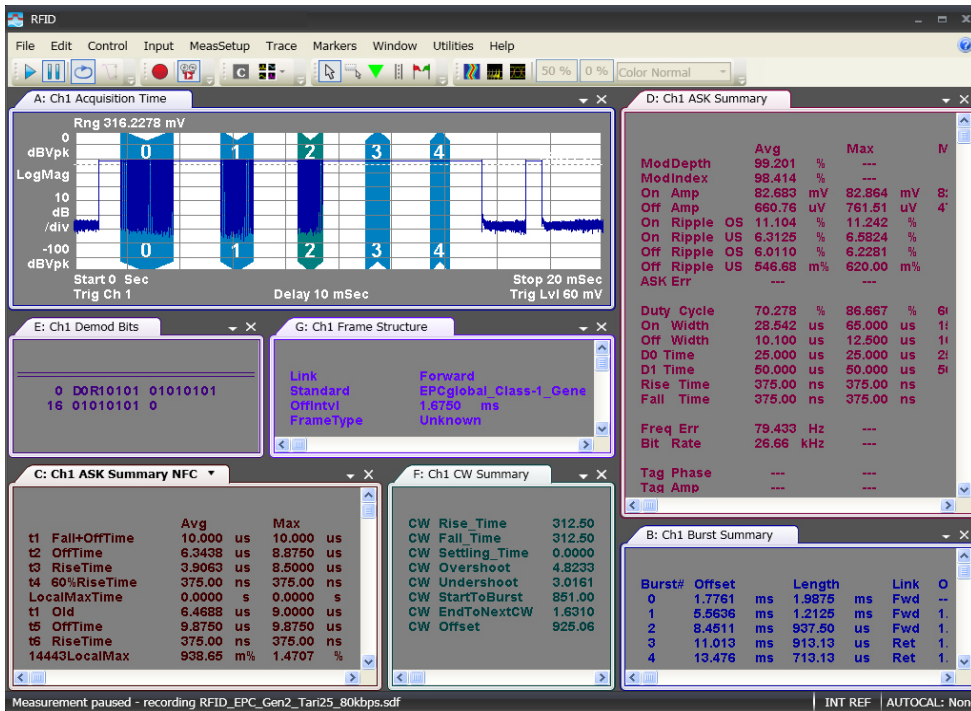 RFID
File Edit Control Input MeasSetup Trace Markers Window Utilities Help
C 50 % 0 % Color Normal
A: Ch1 Acquisition Time
Rng 316.2278 mV
0
dBVpk
LogMag
10
dB
/div
-100
dBVpk
0 1 2 3 4
0 1 2 3 4
Start 0 Sec Stop 20 mSec
Trig Ch 1 Delay 10 mSec Trig Lvl 60 mV
D: Ch1 ASK Summary
Avg Max
ModDepth 99.201 % ---
ModIndex 98.414 % ---
On Amp 82.683 mV 82.864 mV
Off Amp 660.76 uV 761.51 uV
On Ripple OS 11.104 % 11.242 %
On Ripple US 6.3125 % 6.5824 %
Off Ripple OS 6.0110 % 6.2281 %
Off Ripple US 546.68 m% 620.00 m%
ASK Err --- ---
Duty Cycle 70.278 % 86.667 %
On Width 28.542 us 65.000 us
Off Width 10.100 us 12.500 us
D0 Time 25.000 us 25.000 us
D1 Time 50.000 us 50.000 us
Rise Time 375.00 ns 375.00 ns
Fall Time 375.00 ns 375.00 ns
Freq Err 79.433 Hz ---
Bit Rate 26.66 kHz ---
Tag Phase --- ---
Tag Amp --- ---
E: Ch1 Demod Bits
0 D0R10101 01010101
16 01010101 0
G: Ch1 Frame Structure
Link Forward
Standard EPCglobal_Class-1_Gene
OffIntvl 1.6750 ms
FrameType Unknown
C: Ch1 ASK Summary NFC
Avg Max
t1 Fall+OffTime 10.000 us 10.000 us
t2 OffTime 6.3438 us 8.8750 us
t3 RiseTime 3.9063 us 8.5000 us
t4 60%RiseTime 375.00 ns 375.00 ns
LocalMaxTime 0.0000 s 0.0000 s
t1 Old 6.4688 us 9.0000 us
t5 OffTime 9.8750 us 9.8750 us
t6 RiseTime 375.00 ns 375.00 ns
14443LocalMax 938.65 m% 1.4707 %
F: Ch1 CW Summary
CW Rise_Time 312.50
CW Fall_Time 312.50
CW Settling_Time 0.0000
CW Overshoot 4.8233
CW Undershoot 3.0161
CW StartToBurst 851.00
CW EndToNextCW 1.6310
CW Offset 925.06
B: Ch1 Burst Summary
Burst# Offset Length Link O
0 1.7761 ms 1.9875 ms Fwd --
1 5.5636 ms 1.2125 ms Fwd 1.
2 8.4511 ms 937.50 us Fwd 1.
3 11.013 ms 913.13 us Ret 1.
4 13.476 ms 713.13 us Ret 1.
Measurement paused - recording RFID_EPC_Gen2_Tari25_80kbps.sdf INT REF AUTOCAL: Non